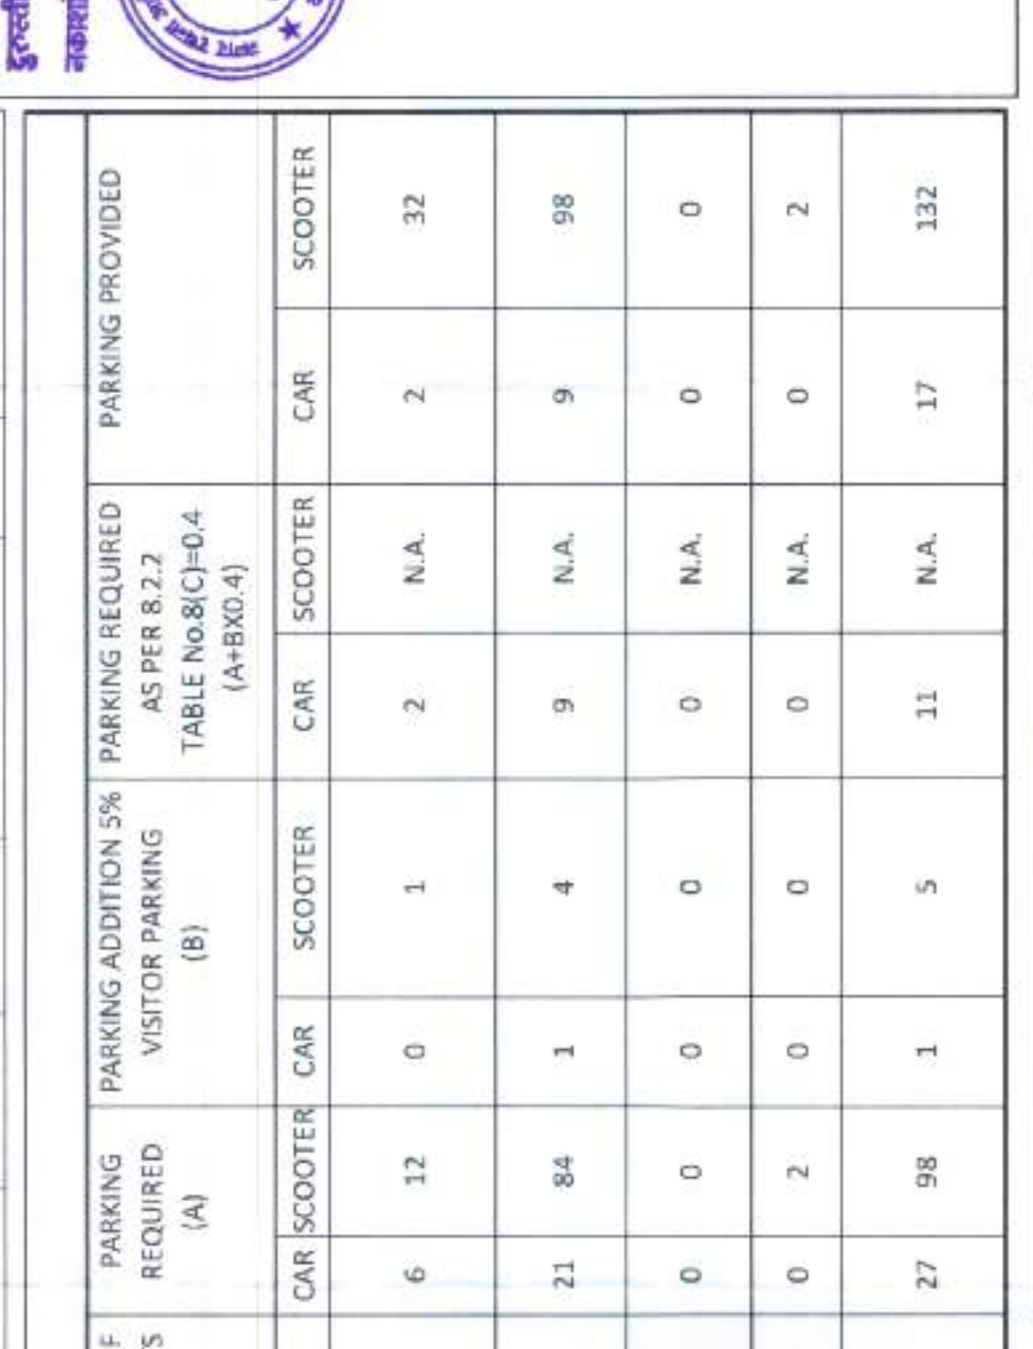 दुरुस्ती
PARKING REQUIRED (A)
PARKING ADDITION 5% VISITOR PARKING (B)
PARKING REQUIRED AS PER 8.2.2 TABLE No.8(C)=0.4 (A+BX0.4)
PARKING PROVIDED
CAR SCOOTER CAR SCOOTER CAR SCOOTER CAR SCOOTER
6 12 0 1 2 N.A. 2 32
21 84 1 4 9 N.A. 9 98
0 0 0 0 0 N.A. 0 0
0 2 0 0 0 N.A. 0 2
27 98 1 5 11 N.A. 17 132